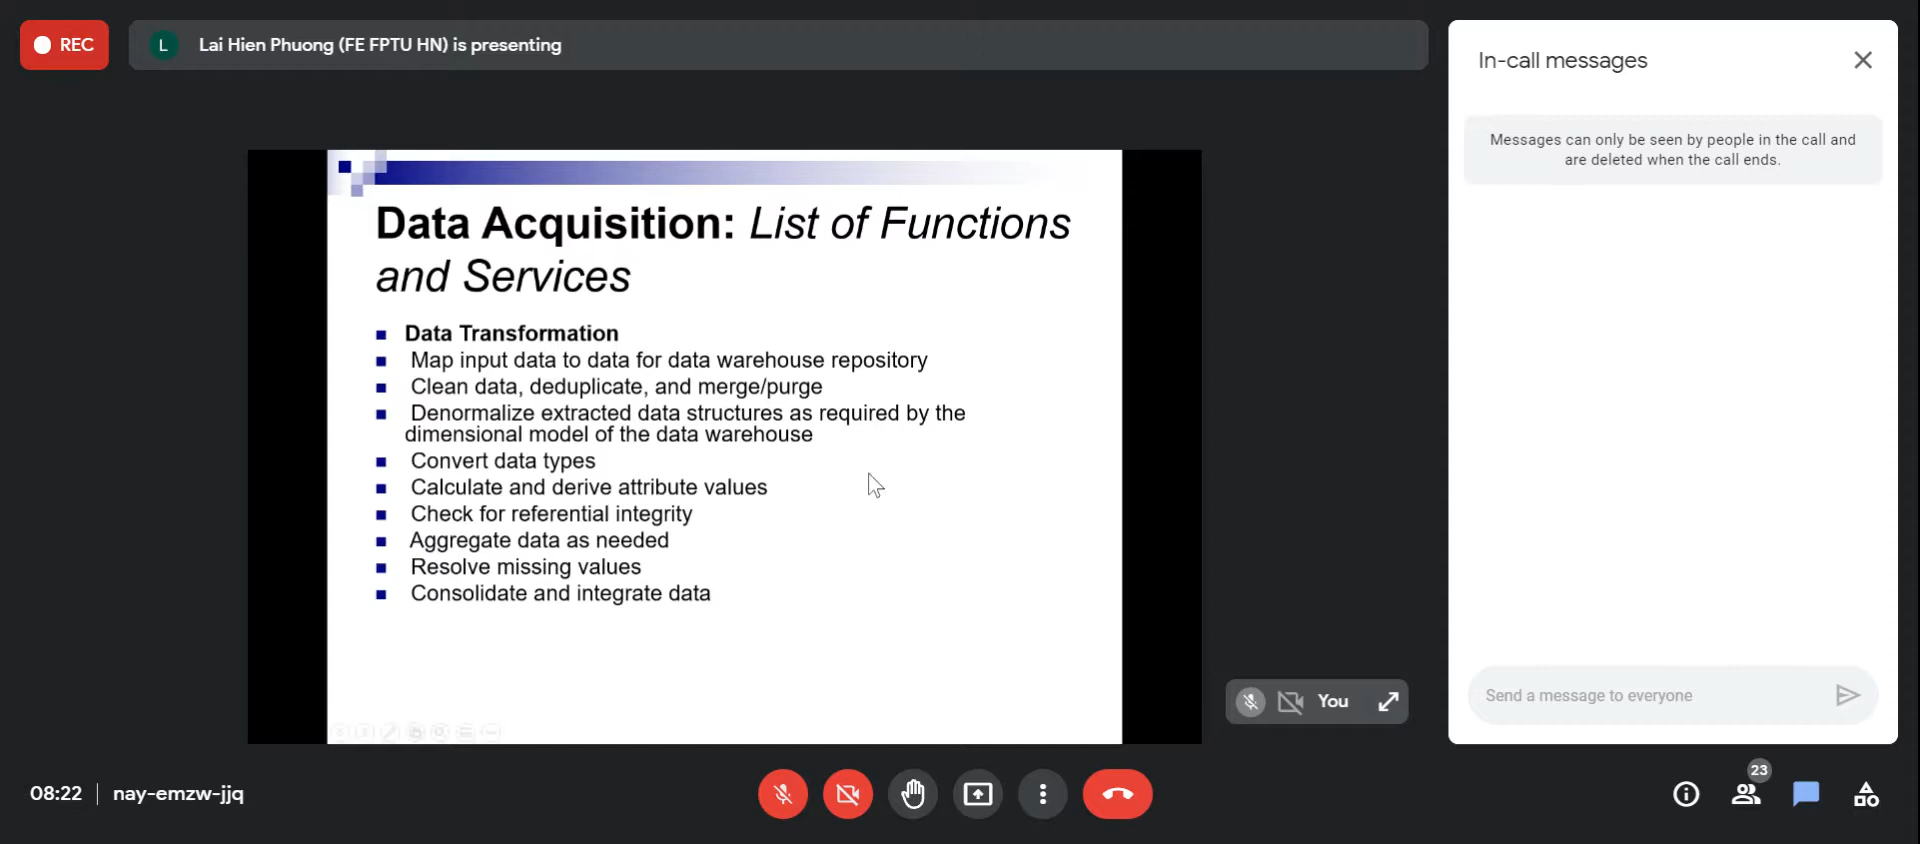 REC
L
Lai Hien Phuong (FE FPTU HN) is presenting
In-call messages
Messages can only be seen by people in the call and
are deleted when the call ends.
Data Acquisition: List of Functions
and Services
Data Transformation
Map input data to data for data warehouse repository
Clean data, deduplicate, and merge/purge
Denormalize extracted data structures as required by the
dimensional model of the data warehouse
Convert data types
Calculate and derive attribute values
Check for referential integrity
Aggregate data as needed
Resolve missing values
Consolidate and integrate data
You
Send a message to everyone
08:22
nay-emzw-jjq
23